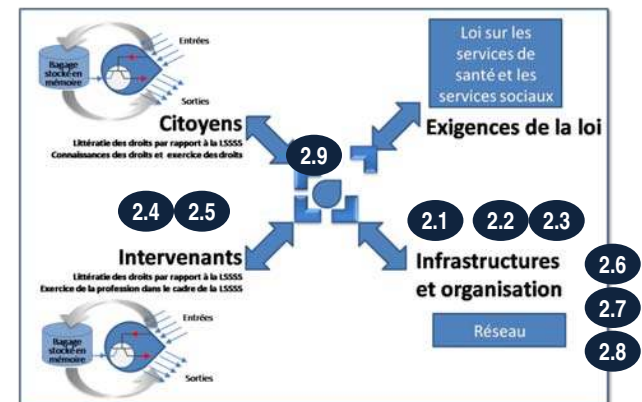 Entrées
Bagage
stocké en
mémoire
Sorties
Citoyens
Littératie des droits par rapport à la LSSSS
Connaissances des droits et exercice des droits
Loi sur les
services de
santé et les
services sociaux
Exigences de la loi
2.9
2.4 2.5
2.1 2.2 2.3
Intervenants
Littératie des droits par rapport à la LSSSS
Exercice de la profession dans le cadre de la LSSSS
Infrastructures
et organisation
2.6
2.7
2.8
Réseau
Entrées
Bagage
stocké en
mémoire
Sorties